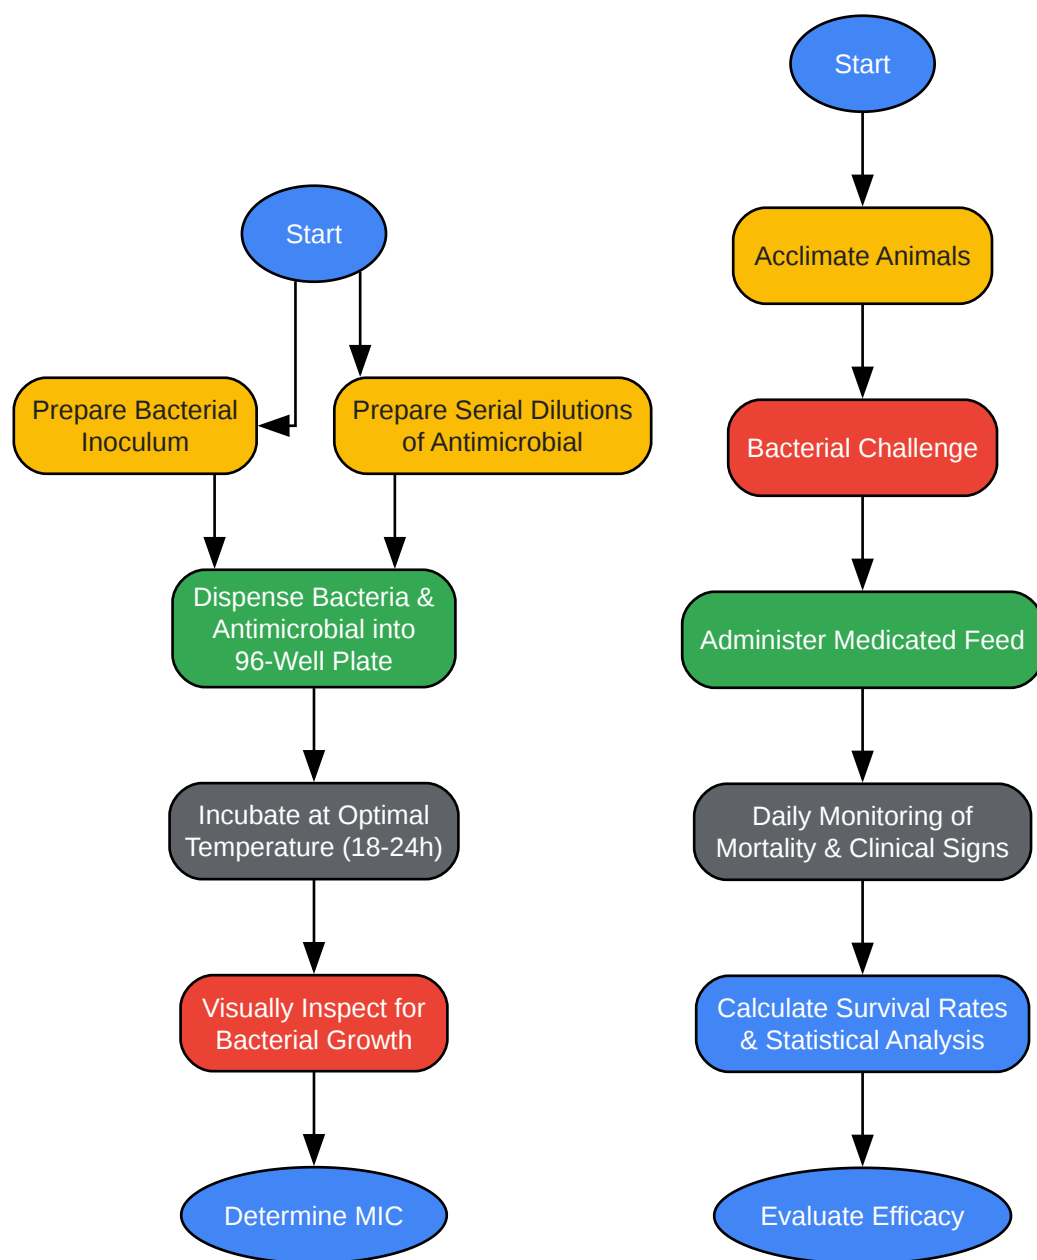 Start
Prepare Bacterial
Inoculum
Prepare Serial Dilutions
of Antimicrobial
Dispense Bacteria &
Antimicrobial into
96-Well Plate
Incubate at Optimal
Temperature (18-24h)
Visually Inspect for
Bacterial Growth
Determine MIC
Start
Acclimate Animals
Bacterial Challenge
Administer Medicated Feed
Daily Monitoring of
Mortality & Clinical Signs
Calculate Survival Rates
& Statistical Analysis
Evaluate Efficacy